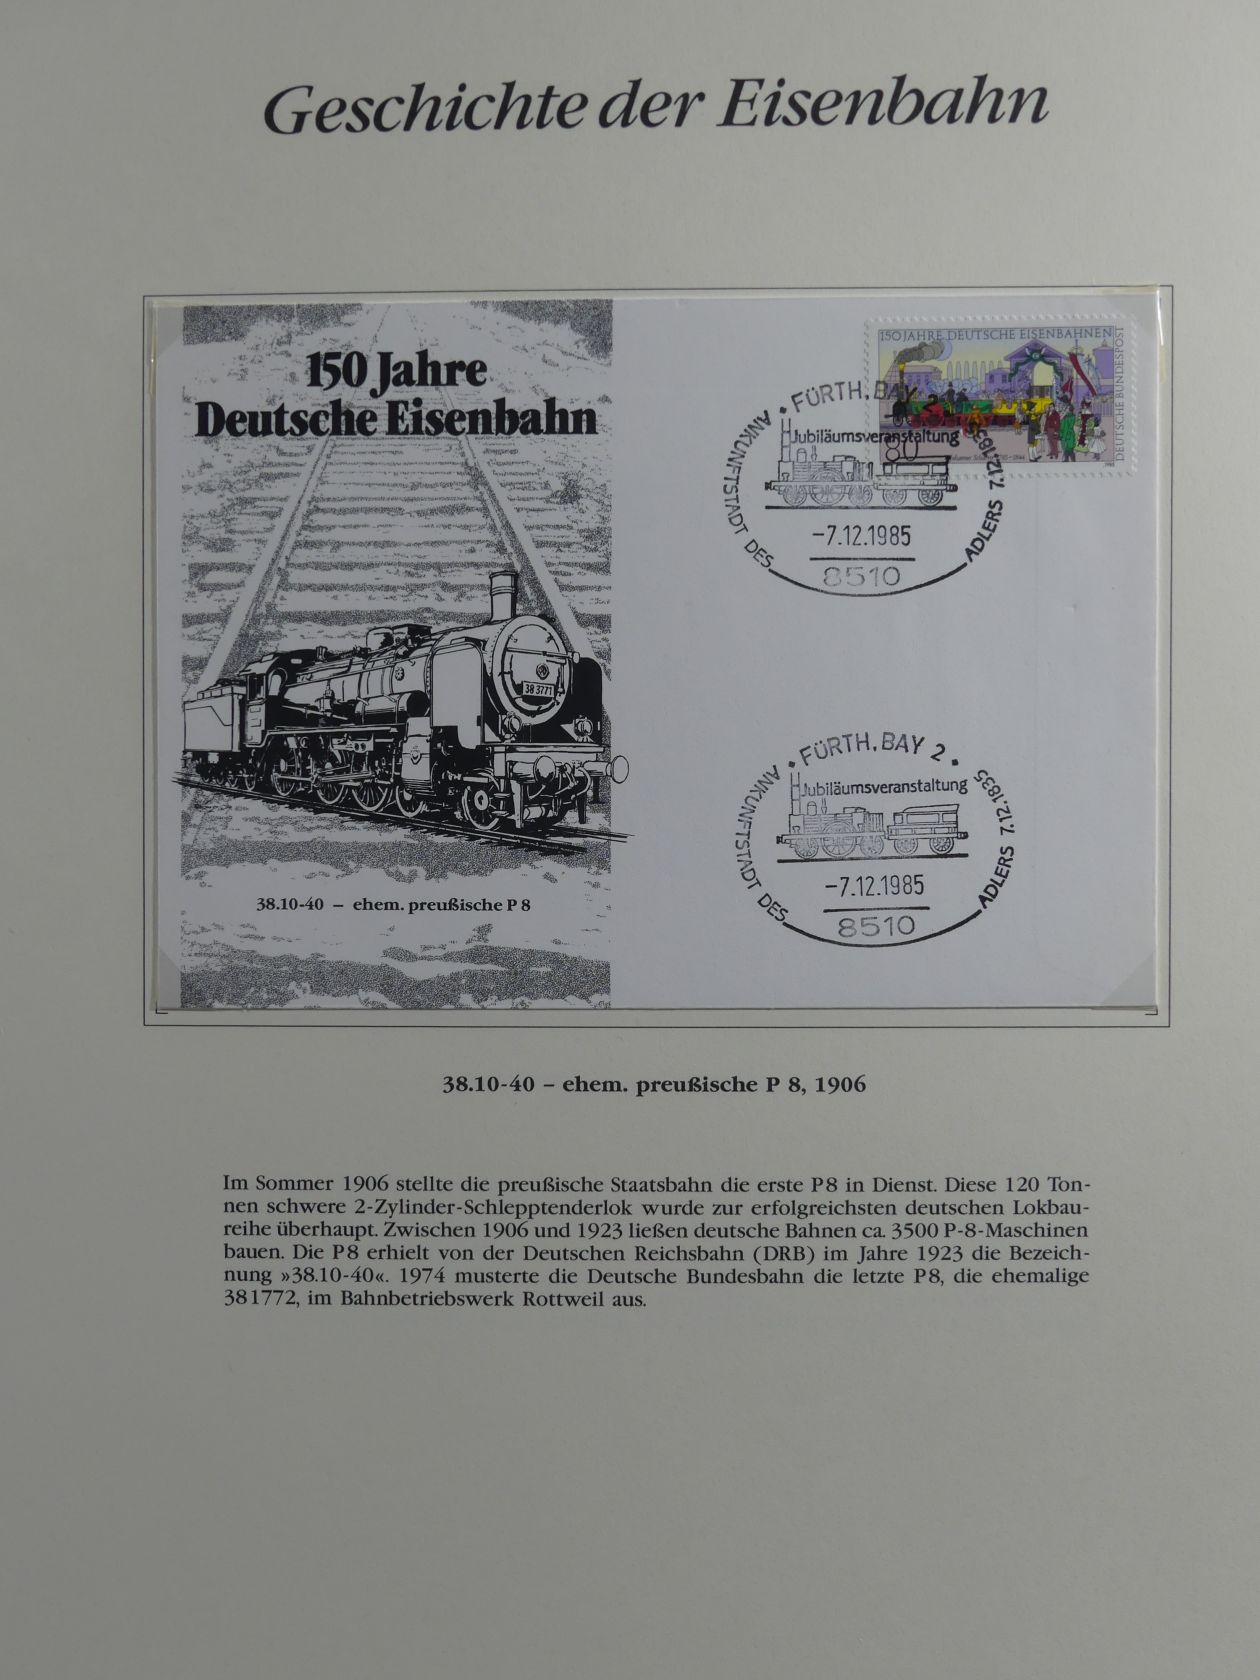 Geschichte der Eisenbahn
150 Jahre
Deutsche Eisenbahn
38 3771
38.10-40 – ehem. preußische P 8
150 JAHRE DEUTSCHE EISENBAHNEN
DEUTSCHE BUNDESPOST
80
1985
• FÜRTH, BAY
Jubiläumsveranstaltung
ANKUNFTSTADT DES
ADLERS 7.12.1835
-7.12.1985
8510
• FÜRTH, BAY 2 •
Jubiläumsveranstaltung
ANKUNFTSTADT DES
ADLERS 7.12.1835
-7.12.1985
8510
38.10-40 – ehem. preußische P 8, 1906
Im Sommer 1906 stellte die preußische Staatsbahn die erste P 8 in Dienst. Diese 120 Ton-
nen schwere 2-Zylinder-Schlepptenderlok wurde zur erfolgreichsten deutschen Lokbau-
reihe überhaupt. Zwischen 1906 und 1923 ließen deutsche Bahnen ca. 3500 P-8-Maschinen
bauen. Die P 8 erhielt von der Deutschen Reichsbahn (DRB) im Jahre 1923 die Bezeich-
nung »38.10-40«. 1974 musterte die Deutsche Bundesbahn die letzte P 8, die ehemalige
38 1772, im Bahnbetriebswerk Rottweil aus.